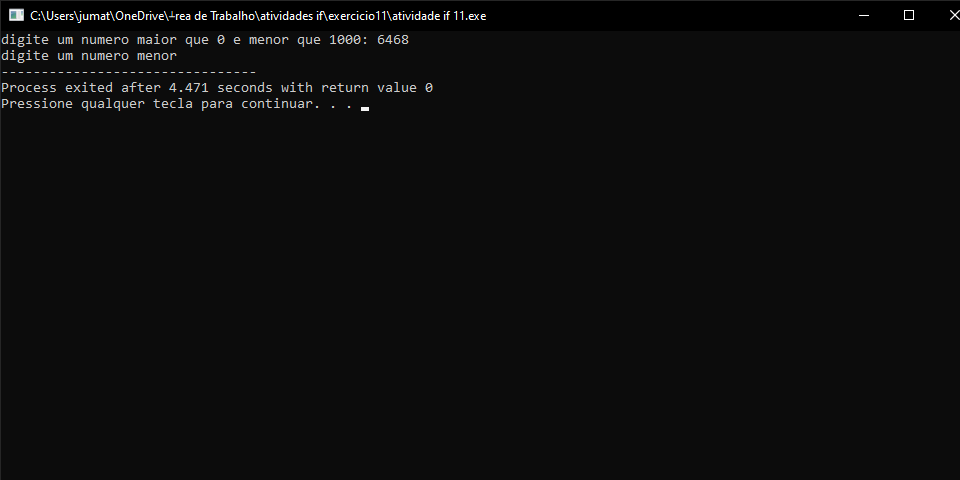 C:\Users\jumat\OneDrive\┴rea de Trabalho\atividades if\exercicio11\atividade if 11.exe
digite um numero maior que 0 e menor que 1000: 6468
digite um numero menor
--------------------------------
Process exited after 4.471 seconds with return value 0
Pressione qualquer tecla para continuar. . .